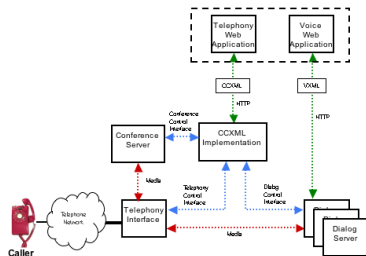 Telephony
Web
Application
Voice
Web
Application
CCXML
VXML
HTTP
HTTP
Conference
Control
Interface
Conference
Server
CCXML
Implementation
Media
Telephony
Control
Interface
Dialog
Control
Interface
Telephone
Network
Telephony
Interface
Media
Dialog
Server
Caller